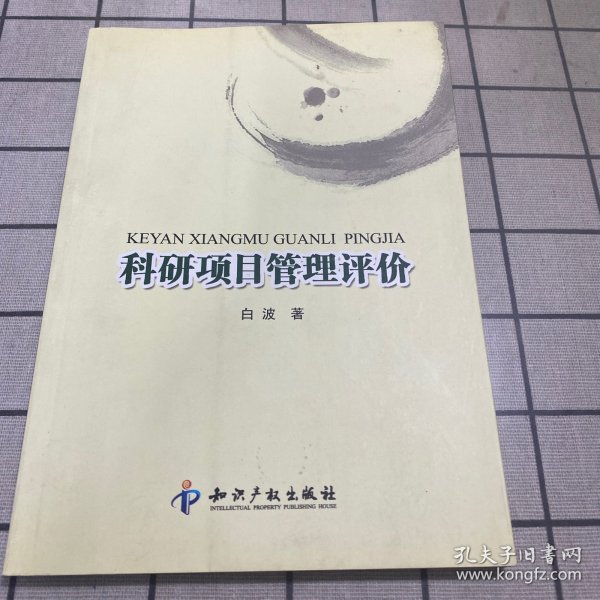 KEYAN XIANGMU GUANLI PINGJIA
科研项目管理评价
白波 著
知识产权出版社
INTELLECTUAL PROPERTY PUBLISHING HOUSE
孔夫子旧书网
www.kongfz.com